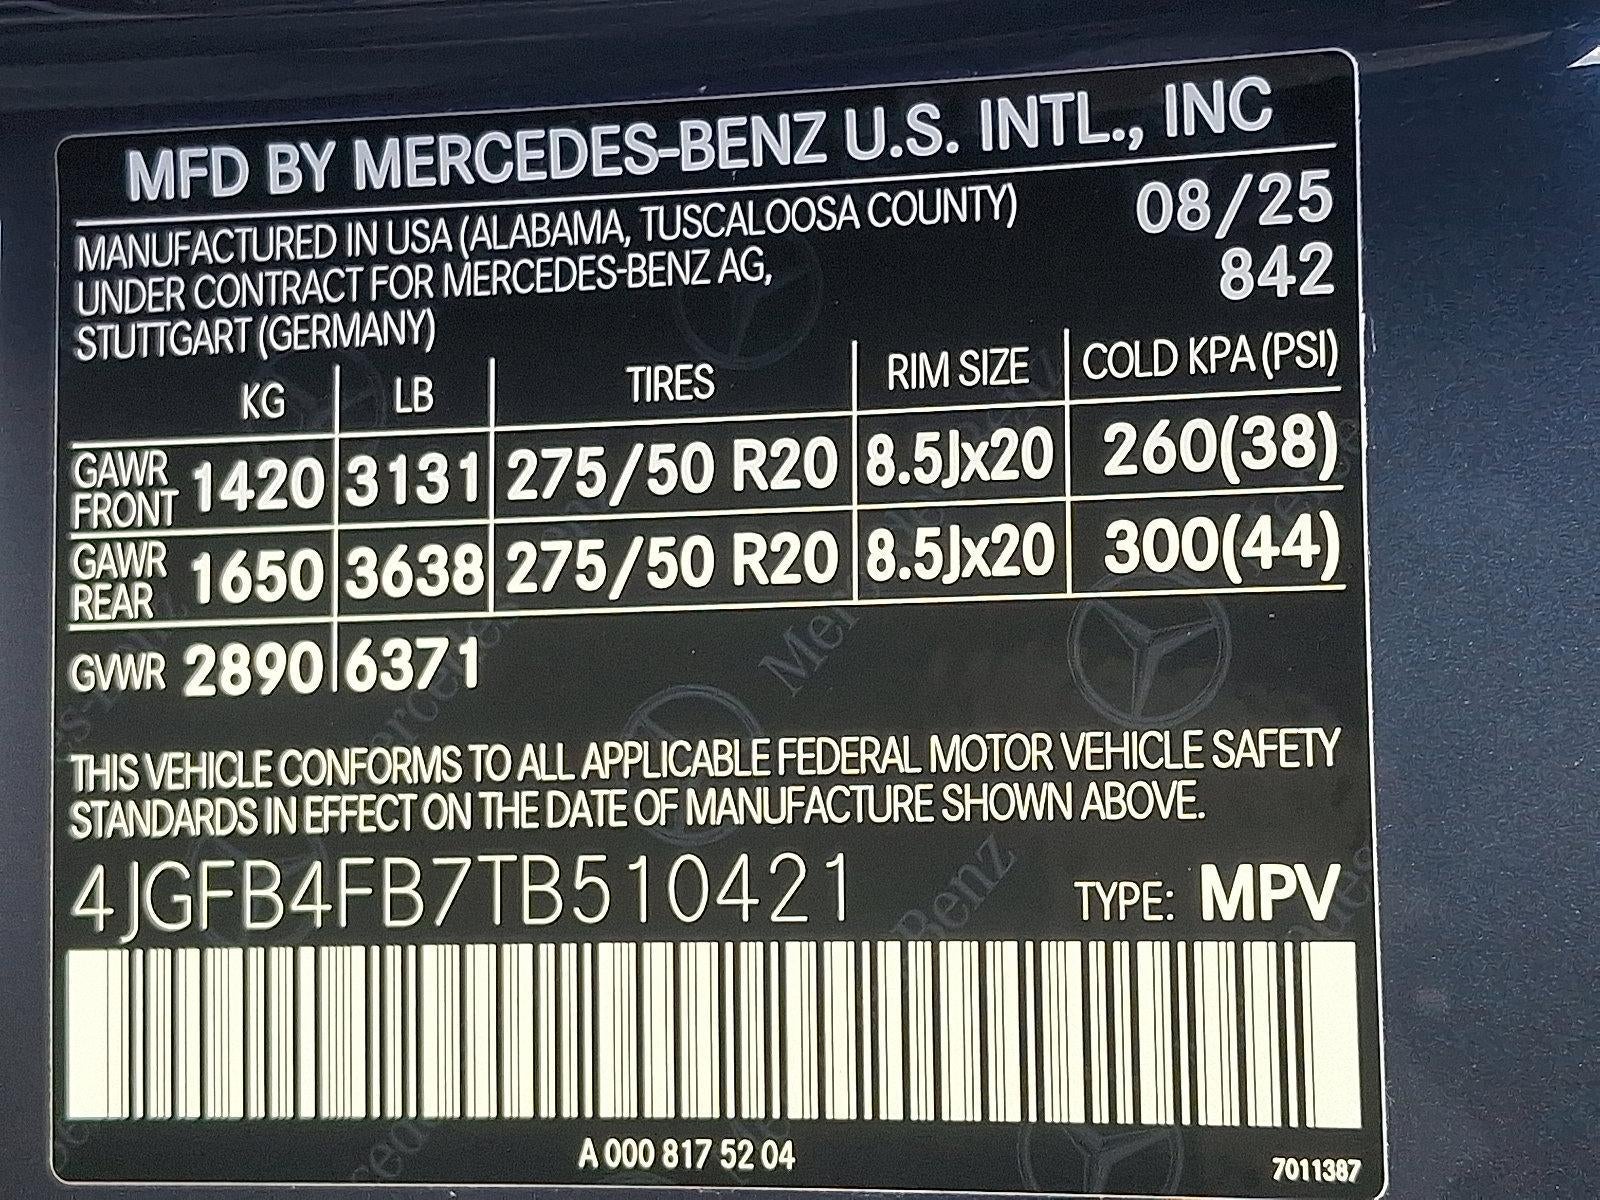 MFD BY MERCEDES-BENZ U.S. INTL., INC
MANUFACTURED IN USA (ALABAMA, TUSCALOOSA COUNTY) 08/25
UNDER CONTRACT FOR MERCEDES-BENZ AG, 842
STUTTGART (GERMANY)
KG LB TIRES RIM SIZE COLD KPA (PSI)
GAWR FRONT 1420 3131 275/50 R20 8.5Jx20 260(38)
GAWR REAR 1650 3638 275/50 R20 8.5Jx20 300(44)
GVWR 2890 6371
THIS VEHICLE CONFORMS TO ALL APPLICABLE FEDERAL MOTOR VEHICLE SAFETY
STANDARDS IN EFFECT ON THE DATE OF MANUFACTURE SHOWN ABOVE.
4JGFB4FB7TB510421 TYPE: MPV
A 000 817 52 04 7011387